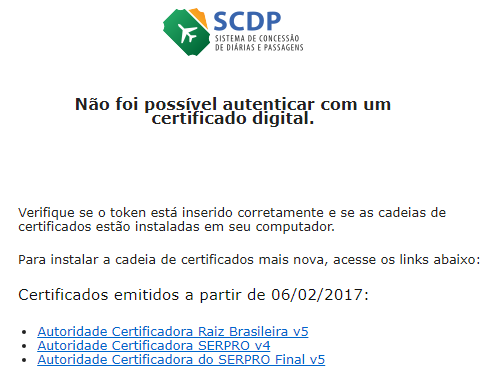 SCDP
SISTEMA DE CONCESSÃO
DE DIÁRIAS E PASSAGENS
Não foi possível autenticar com um
certificado digital.
Verifique se o token está inserido corretamente e se as cadeias de
certificados estão instaladas em seu computador.
Para instalar a cadeia de certificados mais nova, acesse os links abaixo:
Certificados emitidos a partir de 06/02/2017:
• Autoridade Certificadora Raiz Brasileira v5
• Autoridade Certificadora SERPRO v4
• Autoridade Certificadora do SERPRO Final v5